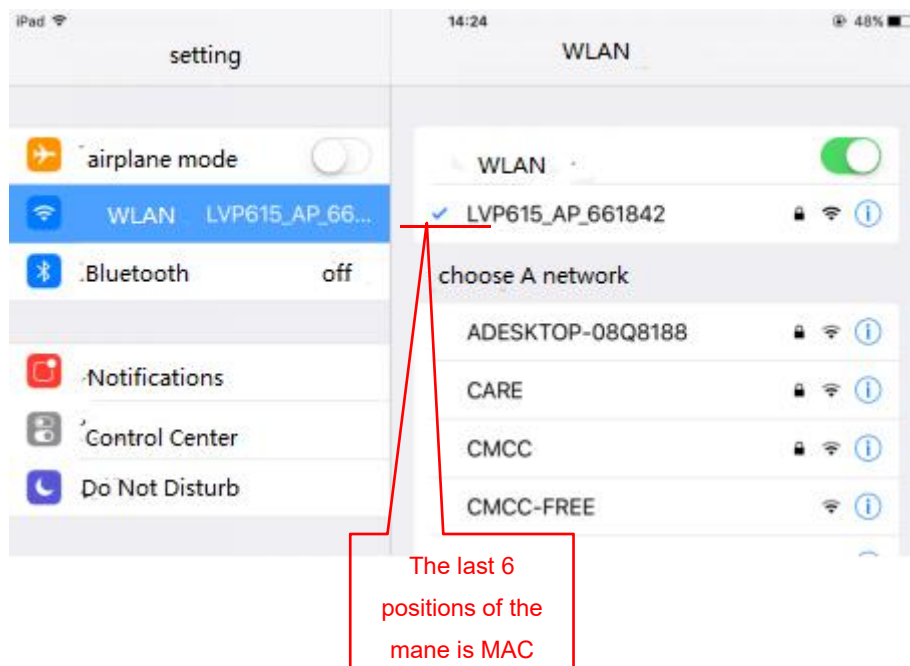 iPad 14:24 48%
setting WLAN
airplane mode
WLAN LVP615_AP_66...
Bluetooth off
Notifications
Control Center
Do Not Disturb
WLAN
LVP615_AP_661842
choose A network
ADESKTOP-08Q8188
CARE
CMCC
CMCC-FREE
The last 6
positions of the
mane is MAC